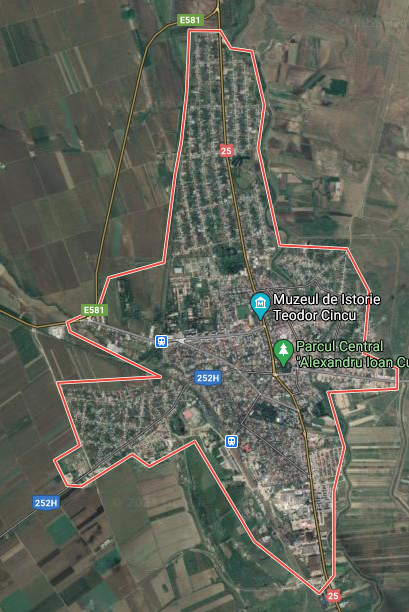 E581
25
E581
Muzeul de Istorie
Teodor Cincu
Parcul Central
"Alexandru Ioan Cu
252H
252H
25